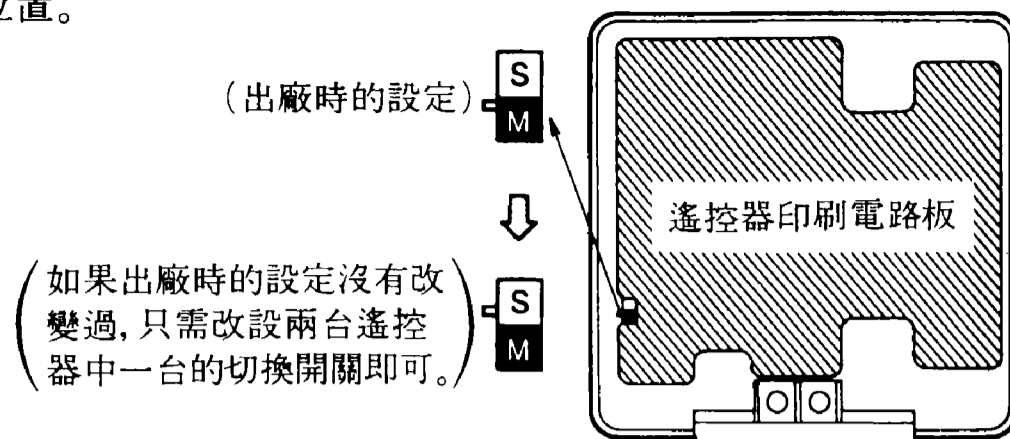 位置。
S
(出廠時的設定)
M
遙控器印刷電路板
如果出廠時的設定沒有改
變過,只需改設兩台遙控
器中一台的切換開關即可。
S
M